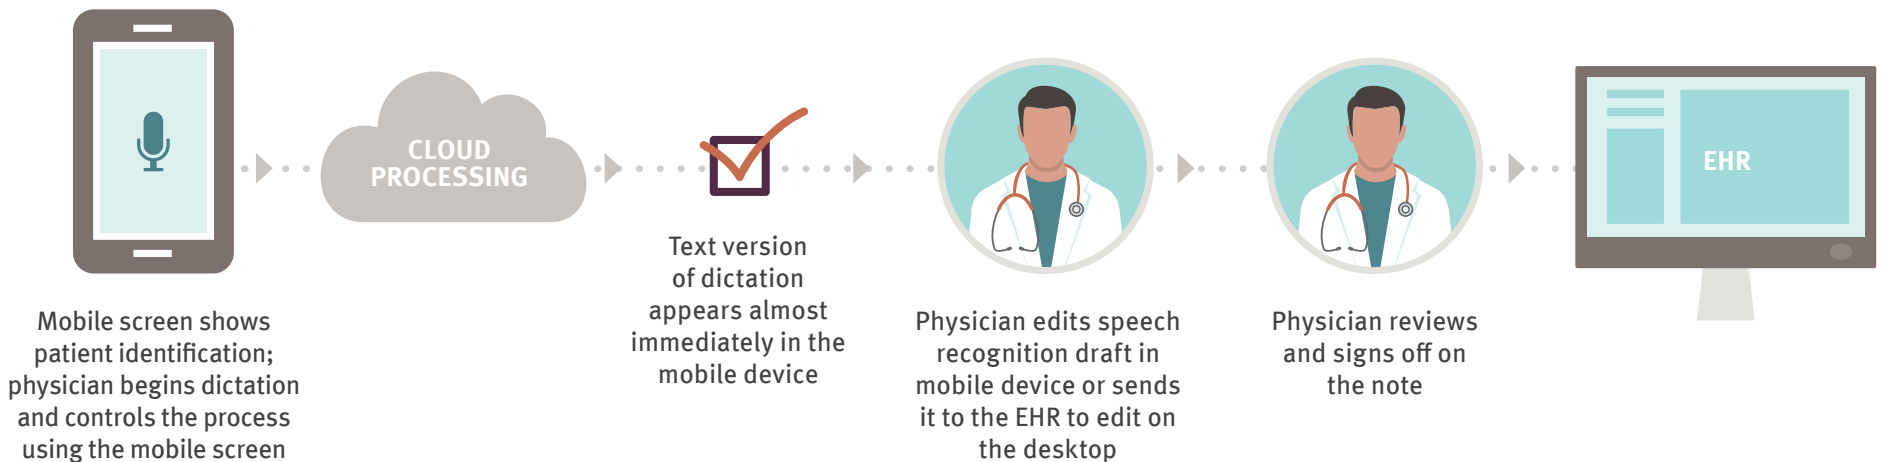 CLOUD
PROCESSING
EHR
Mobile screen shows
patient identification;
physician begins dictation
and controls the process
using the mobile screen
Text version
of dictation
appears almost
immediately in the
mobile device
Physician edits speech
recognition draft in
mobile device or sends
it to the EHR to edit on
the desktop
Physician reviews
and signs off on
the note